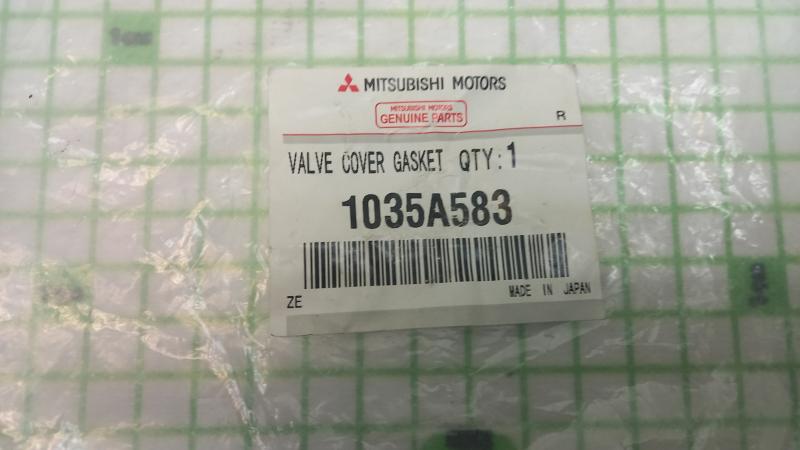 MITSUBISHI MOTORS
MITSUBISHI MOTORS
GENUINE PARTS
R
VALVE COVER GASKET QTY:1
1035A583
ZE
MADE IN JAPAN